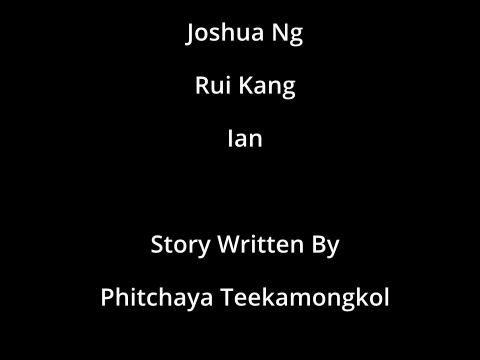 Joshua Ng
Rui Kang
Ian
Story Written By
Phitchaya Teekamongkol